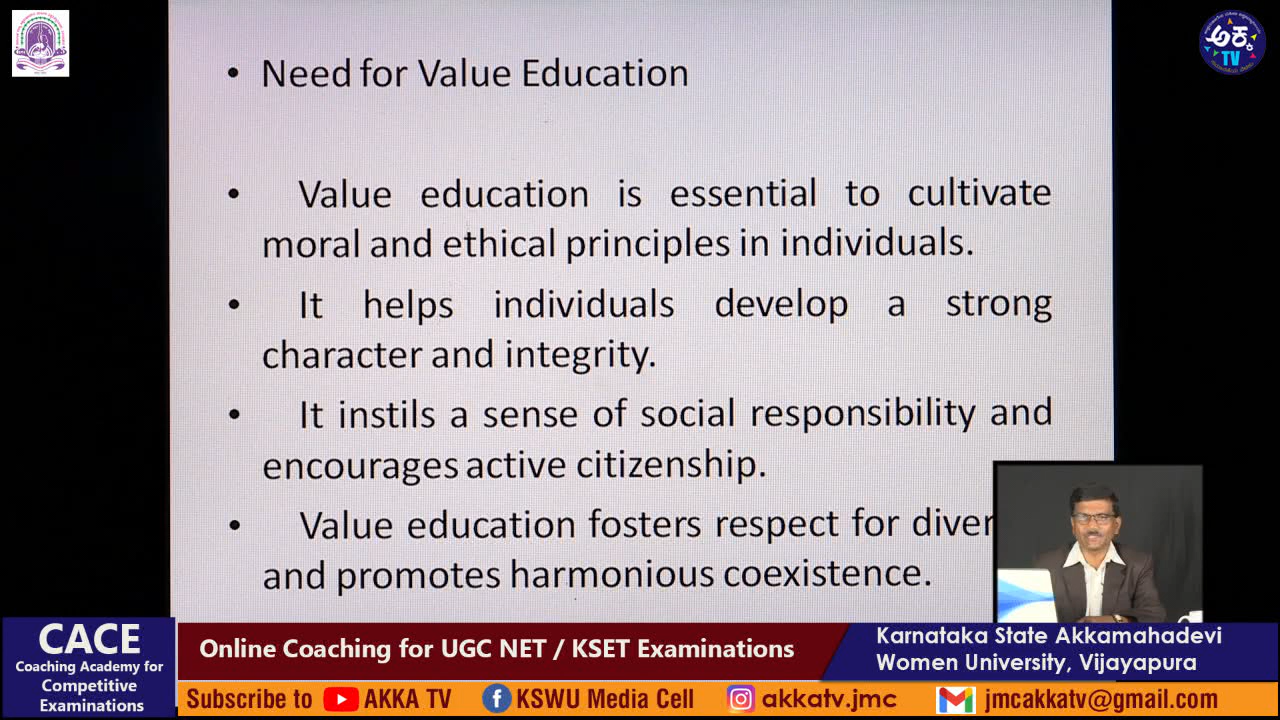 • Need for Value Education
• Value education is essential to cultivate
moral and ethical principles in individuals.
• It helps individuals develop a strong
character and integrity.
• It instils a sense of social responsibility and
encourages active citizenship.
• Value education fosters respect for diver
and promotes harmonious coexistence.
ಅಕ್ಕ
TV
CACE
Coaching Academy for
Competitive
Examinations
Online Coaching for UGC NET / KSET Examinations
Karnataka State Akkamahadevi
Women University, Vijayapura
Subscribe to AKKA TV KSWU Media Cell akkatv.jmc jmcakkatv@gmail.com